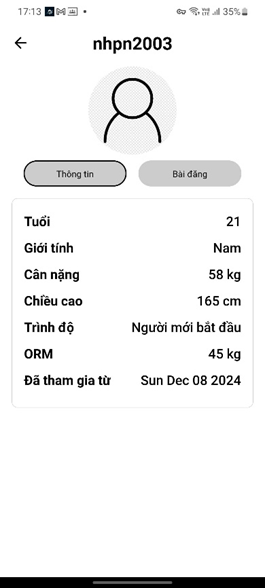 17:13 35%
nhpn2003
Thông tin Bài đăng
Tuổi 21
Giới tính Nam
Cân nặng 58 kg
Chiều cao 165 cm
Trình độ Người mới bắt đầu
ORM 45 kg
Đã tham gia từ Sun Dec 08 2024